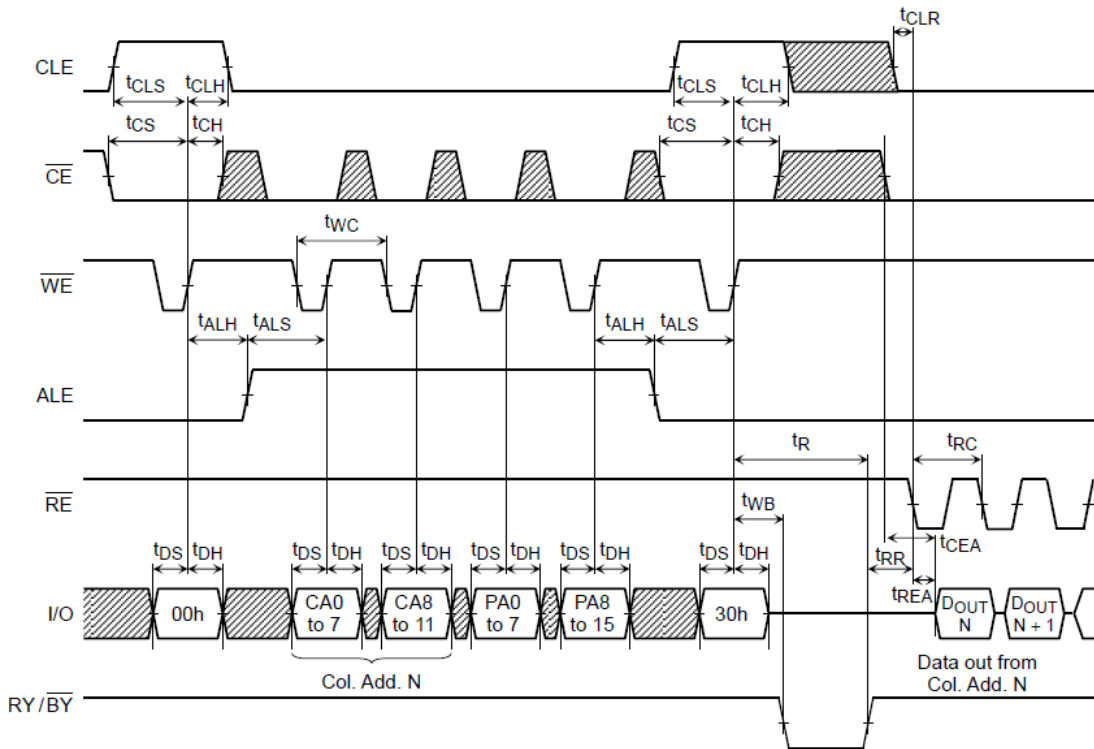 tCLR
CLE
tCLS tCLH tCLS tCLH
tCS tCH tCS tCH
CE
tWC
WE
tALH tALS tALH tALS
ALE
tR tRC
RE
tWB
tDS tDH tDS tDH tDS tDH tDS tDH tDS tDH tDS tDH tCEA
tRR
tREA
I/O 00h CA0 to 7 CA8 to 11 PA0 to 7 PA8 to 15 30h DOUT N DOUT N + 1
Col. Add. N
Data out from
Col. Add. N
RY/BY